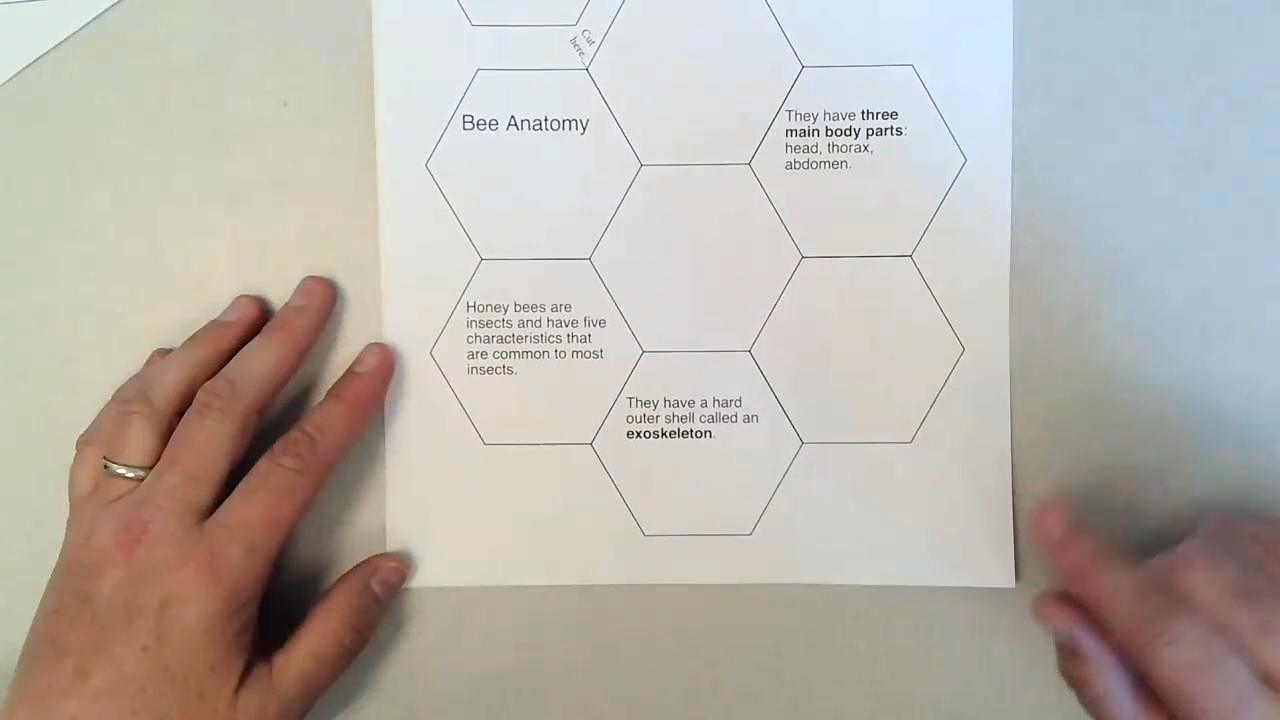 Cut
here...
Bee Anatomy
They have three
main body parts:
head, thorax,
abdomen.
Honey bees are
insects and have five
characteristics that
are common to most
insects.
They have a hard
outer shell called an
exoskeleton.